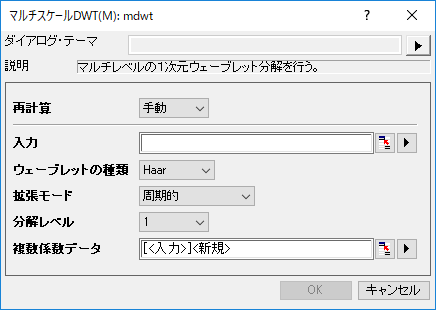 マルチスケールDWT(M): mdwt
ダイアログ・テーマ
説明 マルチレベルの1次元ウェーブレット分解を行う。
再計算 手動
入力
ウェーブレットの種類 Haar
拡張モード 周期的
分解レベル 1
複数係数データ [<入力>]<新規>
OK キャンセル